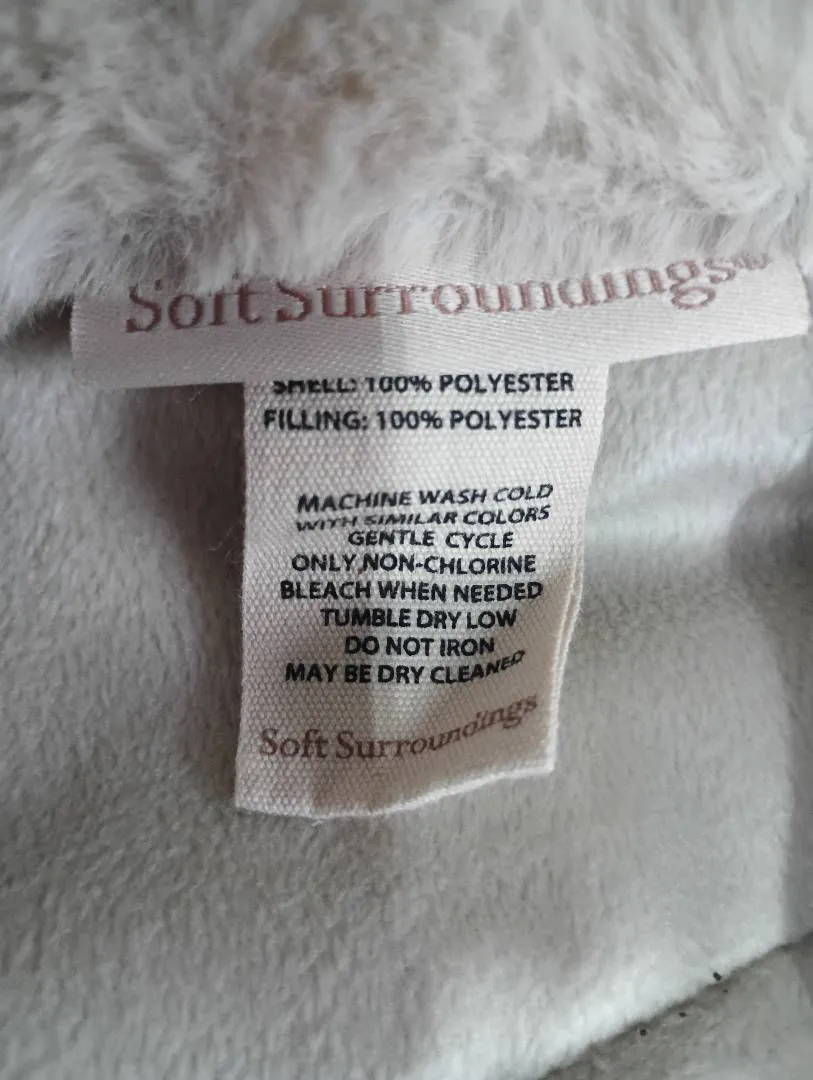 Soft Surroundings™
SHELL: 100% POLYESTER
FILLING: 100% POLYESTER
MACHINE WASH COLD
WITH SIMILAR COLORS
GENTLE CYCLE
ONLY NON-CHLORINE
BLEACH WHEN NEEDED
TUMBLE DRY LOW
DO NOT IRON
MAY BE DRY CLEANED
Soft Surroundings